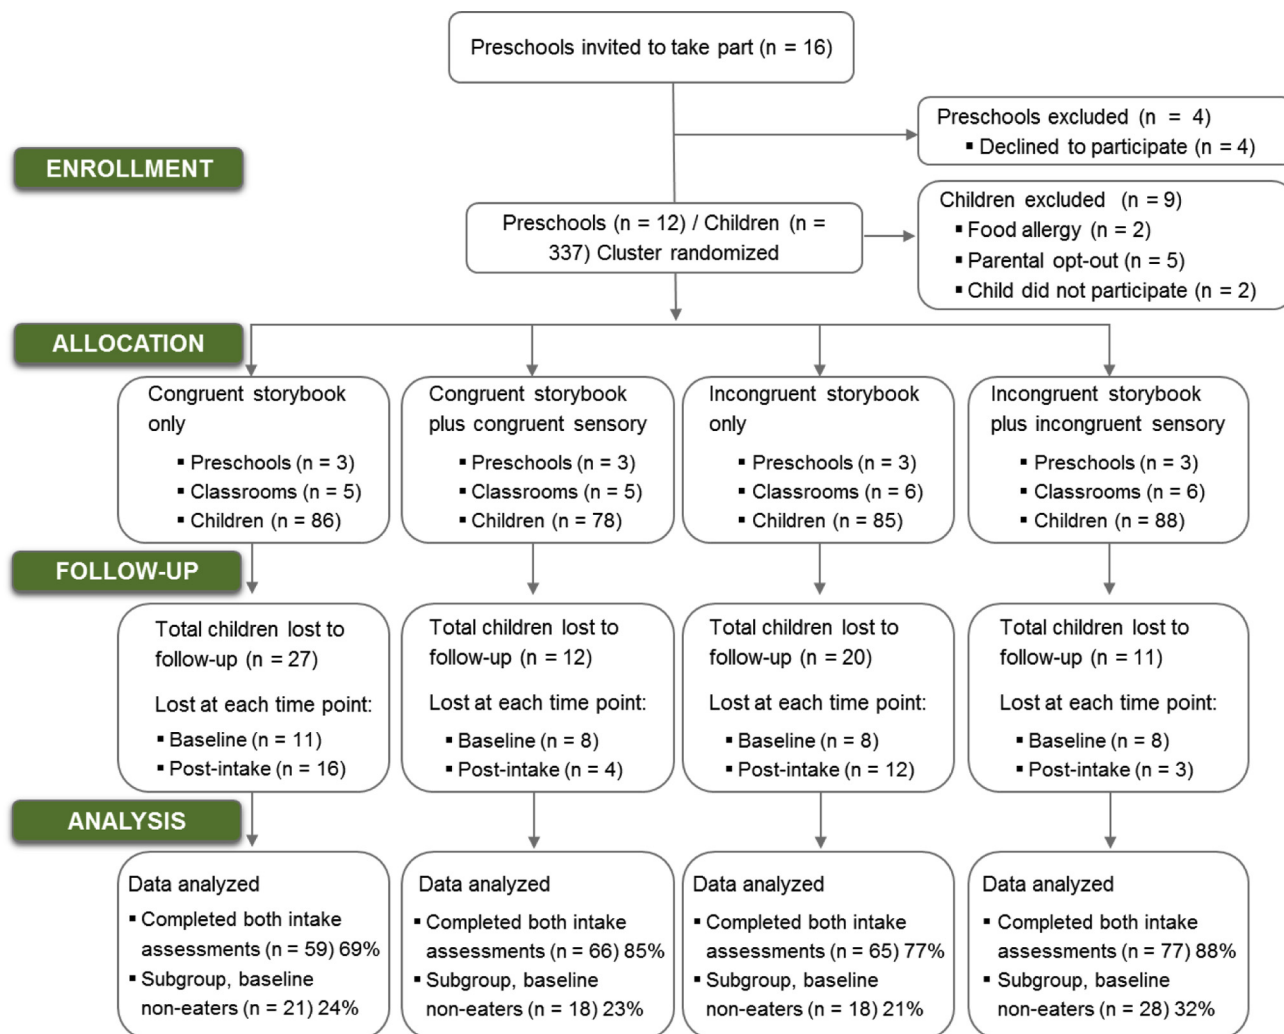 Preschools invited to take part (n = 16)
Preschools excluded (n = 4)
▪ Declined to participate (n = 4)
ENROLLMENT
Children excluded (n = 9)
▪ Food allergy (n = 2)
▪ Parental opt-out (n = 5)
▪ Child did not participate (n = 2)
Preschools (n = 12) / Children (n =
337) Cluster randomized
ALLOCATION
Congruent storybook
only
▪ Preschools (n = 3)
▪ Classrooms (n = 5)
▪ Children (n = 86)
Congruent storybook
plus congruent sensory
▪ Preschools (n = 3)
▪ Classrooms (n = 5)
▪ Children (n = 78)
Incongruent storybook
only
▪ Preschools (n = 3)
▪ Classrooms (n = 6)
▪ Children (n = 85)
Incongruent storybook
plus incongruent sensory
▪ Preschools (n = 3)
▪ Classrooms (n = 6)
▪ Children (n = 88)
FOLLOW-UP
Total children lost to
follow-up (n = 27)
Lost at each time point:
▪ Baseline (n = 11)
▪ Post-intake (n = 16)
Total children lost to
follow-up (n = 12)
Lost at each time point:
▪ Baseline (n = 8)
▪ Post-intake (n = 4)
Total children lost to
follow-up (n = 20)
Lost at each time point:
▪ Baseline (n = 8)
▪ Post-intake (n = 12)
Total children lost to
follow-up (n = 11)
Lost at each time point:
▪ Baseline (n = 8)
▪ Post-intake (n = 3)
ANALYSIS
Data analyzed
▪ Completed both intake
assessments (n = 59) 69%
▪ Subgroup, baseline
non-eaters (n = 21) 24%
Data analyzed
▪ Completed both intake
assessments (n = 66) 85%
▪ Subgroup, baseline
non-eaters (n = 18) 23%
Data analyzed
▪ Completed both intake
assessments (n = 65) 77%
▪ Subgroup, baseline
non-eaters (n = 18) 21%
Data analyzed
▪ Completed both intake
assessments (n = 77) 88%
▪ Subgroup, baseline
non-eaters (n = 28) 32%